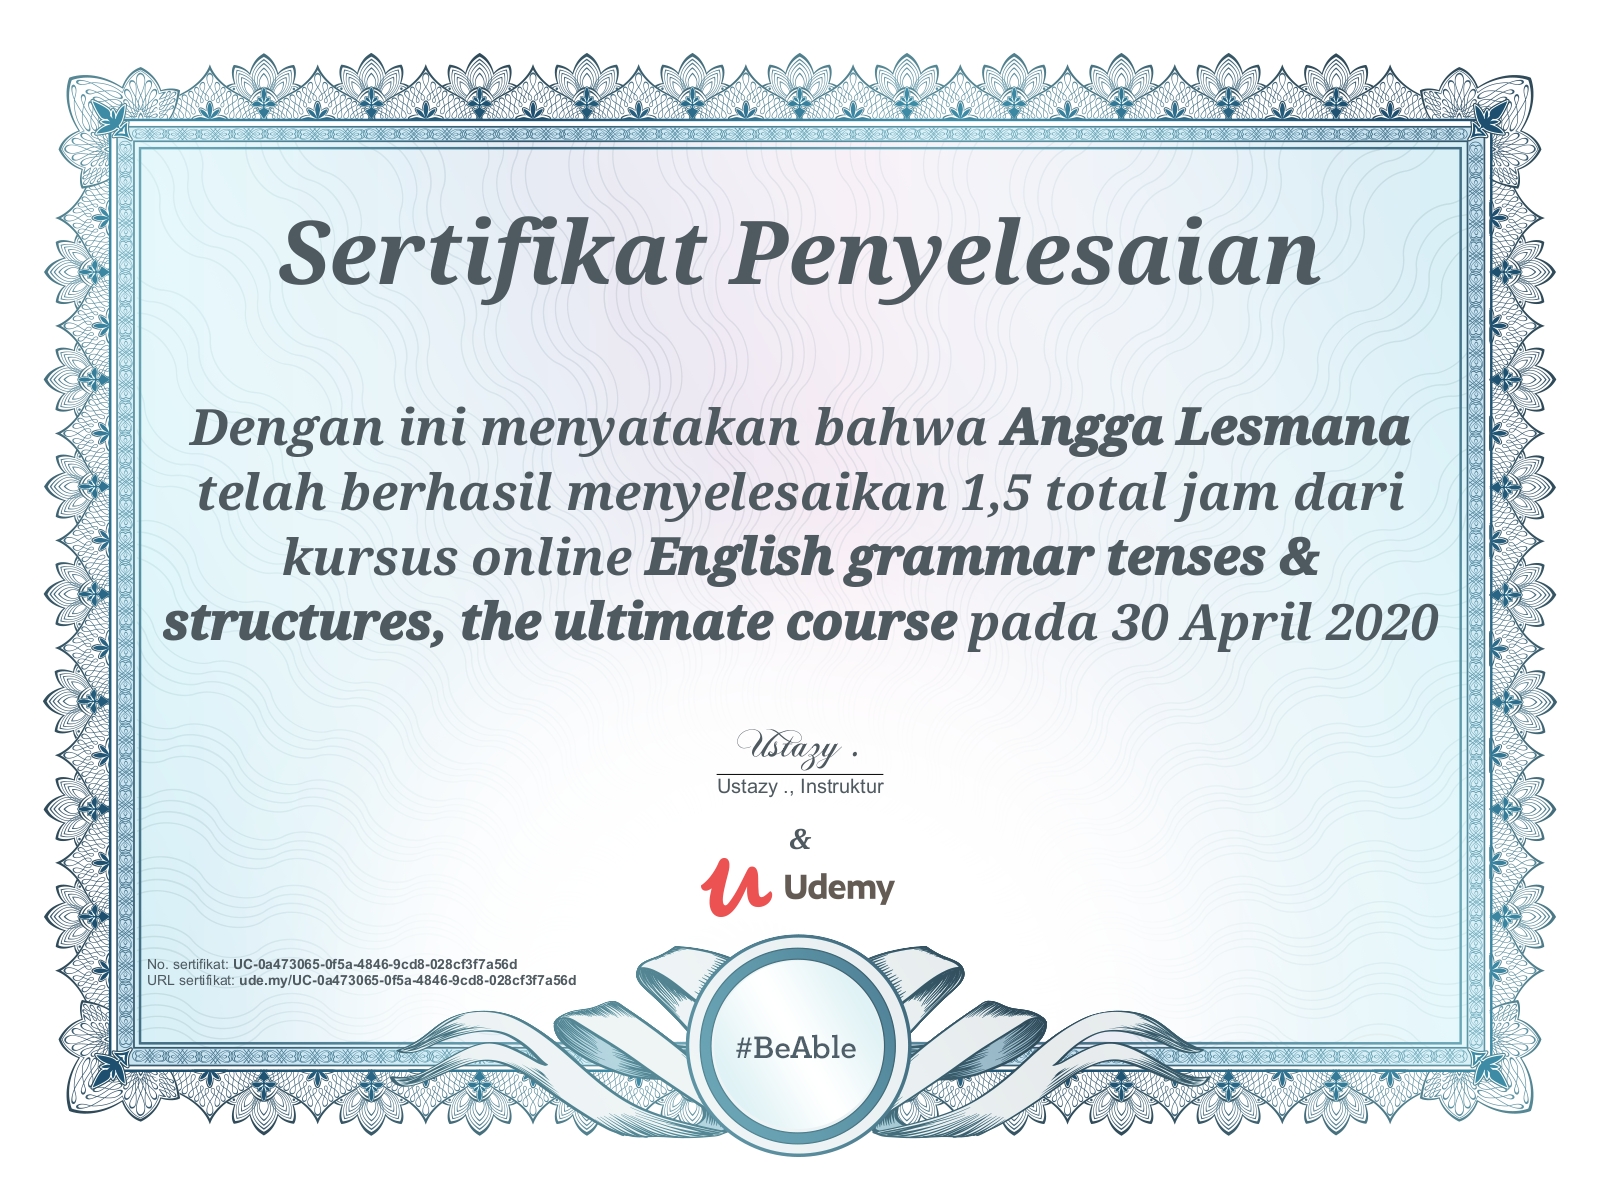 Sertifikat Penyelesaian
Dengan ini menyatakan bahwa Angga Lesmana
telah berhasil menyelesaikan 1,5 total jam dari
kursus online English grammar tenses &
structures, the ultimate course pada 30 April 2020
Ustazy .
Ustazy ., Instruktur
&
Udemy
No. sertifikat: UC-0a473065-0f5a-4846-9cd8-028cf3f7a56d
URL sertifikat: ude.my/UC-0a473065-0f5a-4846-9cd8-028cf3f7a56d
#BeAble